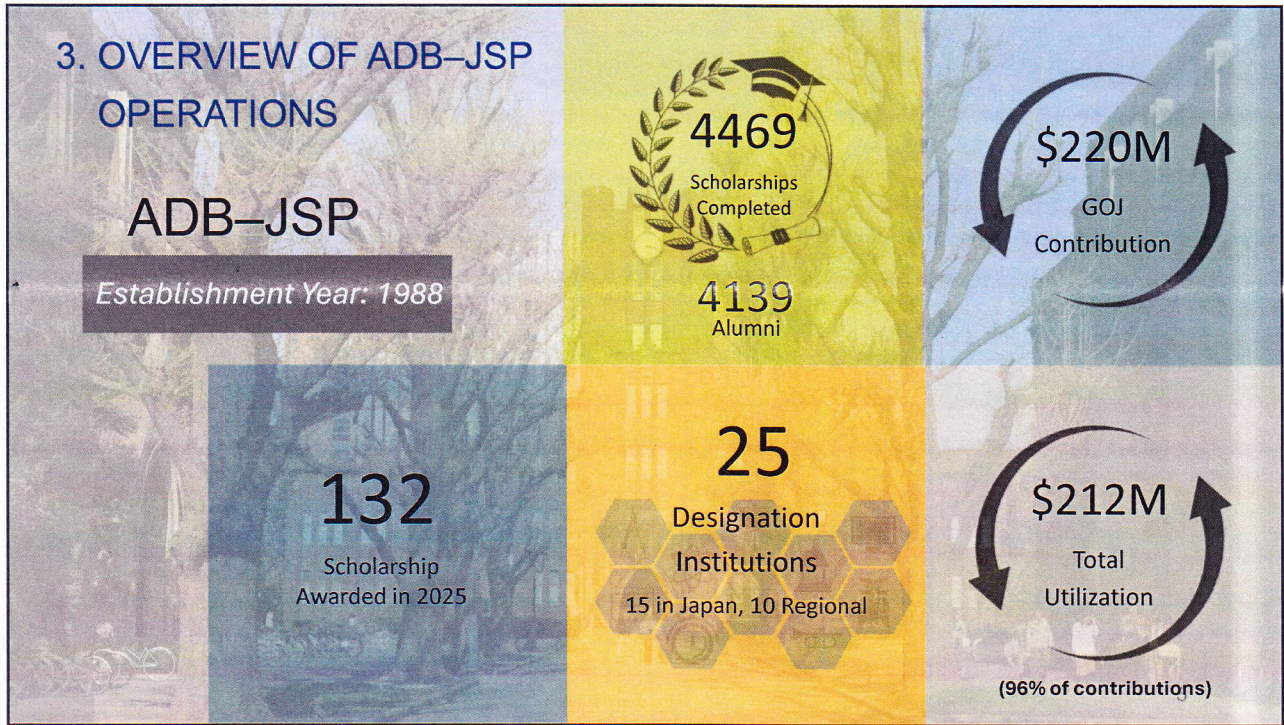 3. OVERVIEW OF ADB–JSP
OPERATIONS
ADB–JSP
Establishment Year: 1988
4469
Scholarships
Completed
4139
Alumni
$220M
GOJ
Contribution
132
Scholarship
Awarded in 2025
25
Designation
Institutions
15 in Japan, 10 Regional
$212M
Total
Utilization
(96% of contributions)